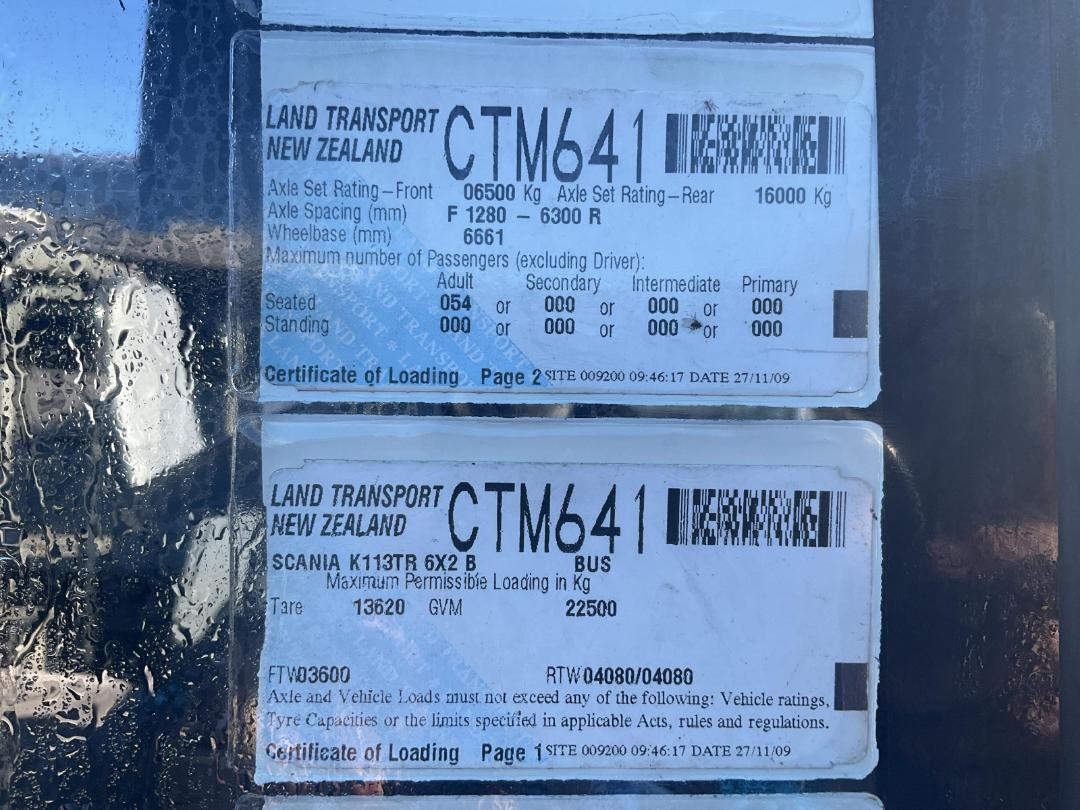 LAND TRANSPORT NEW ZEALAND CTM641
Axle Set Rating-Front 06500 Kg Axle Set Rating-Rear 16000 Kg
Axle Spacing (mm) F 1280 - 6300 R
Wheelbase (mm) 6661
Maximum number of Passengers (excluding Driver):
Adult Secondary Intermediate Primary
Seated 054 or 000 or 000 or 000
Standing 000 or 000 or 000 or 000
Certificate of Loading Page 2 SITE 009200 09:46:17 DATE 27/11/09
LAND TRANSPORT NEW ZEALAND CTM641
SCANIA K113TR 6X2 B BUS
Maximum Permissible Loading in Kg
Tare 13620 GVM 22500
FTW 03600 RTW 04080/04080
Axle and Vehicle Loads must not exceed any of the following: Vehicle ratings,
Tyre Capacities or the limits specified in applicable Acts, rules and regulations.
Certificate of Loading Page 1 SITE 009200 09:46:17 DATE 27/11/09